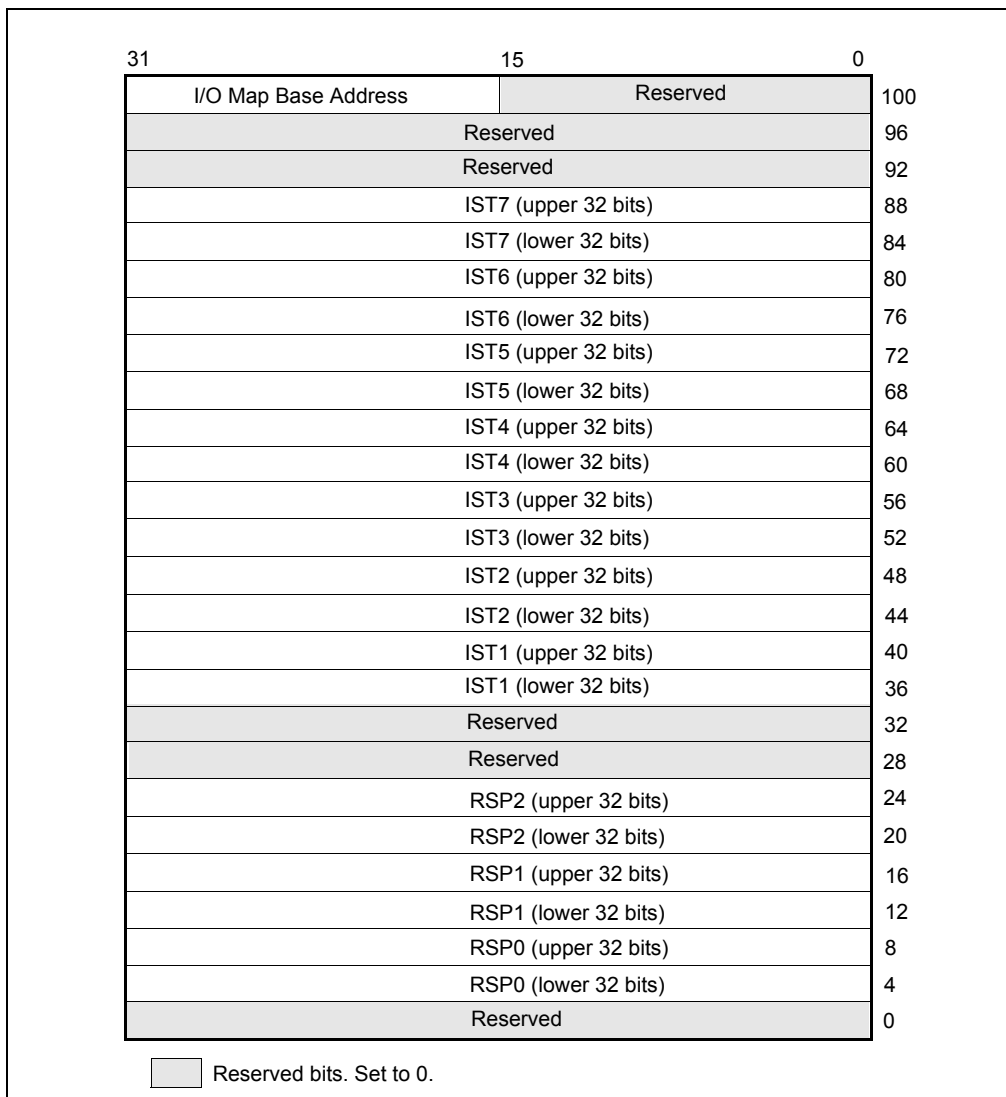 31 15 0
I/O Map Base Address Reserved 100
Reserved 96
Reserved 92
IST7 (upper 32 bits) 88
IST7 (lower 32 bits) 84
IST6 (upper 32 bits) 80
IST6 (lower 32 bits) 76
IST5 (upper 32 bits) 72
IST5 (lower 32 bits) 68
IST4 (upper 32 bits) 64
IST4 (lower 32 bits) 60
IST3 (upper 32 bits) 56
IST3 (lower 32 bits) 52
IST2 (upper 32 bits) 48
IST2 (lower 32 bits) 44
IST1 (upper 32 bits) 40
IST1 (lower 32 bits) 36
Reserved 32
Reserved 28
RSP2 (upper 32 bits) 24
RSP2 (lower 32 bits) 20
RSP1 (upper 32 bits) 16
RSP1 (lower 32 bits) 12
RSP0 (upper 32 bits) 8
RSP0 (lower 32 bits) 4
Reserved 0
Reserved bits. Set to 0.